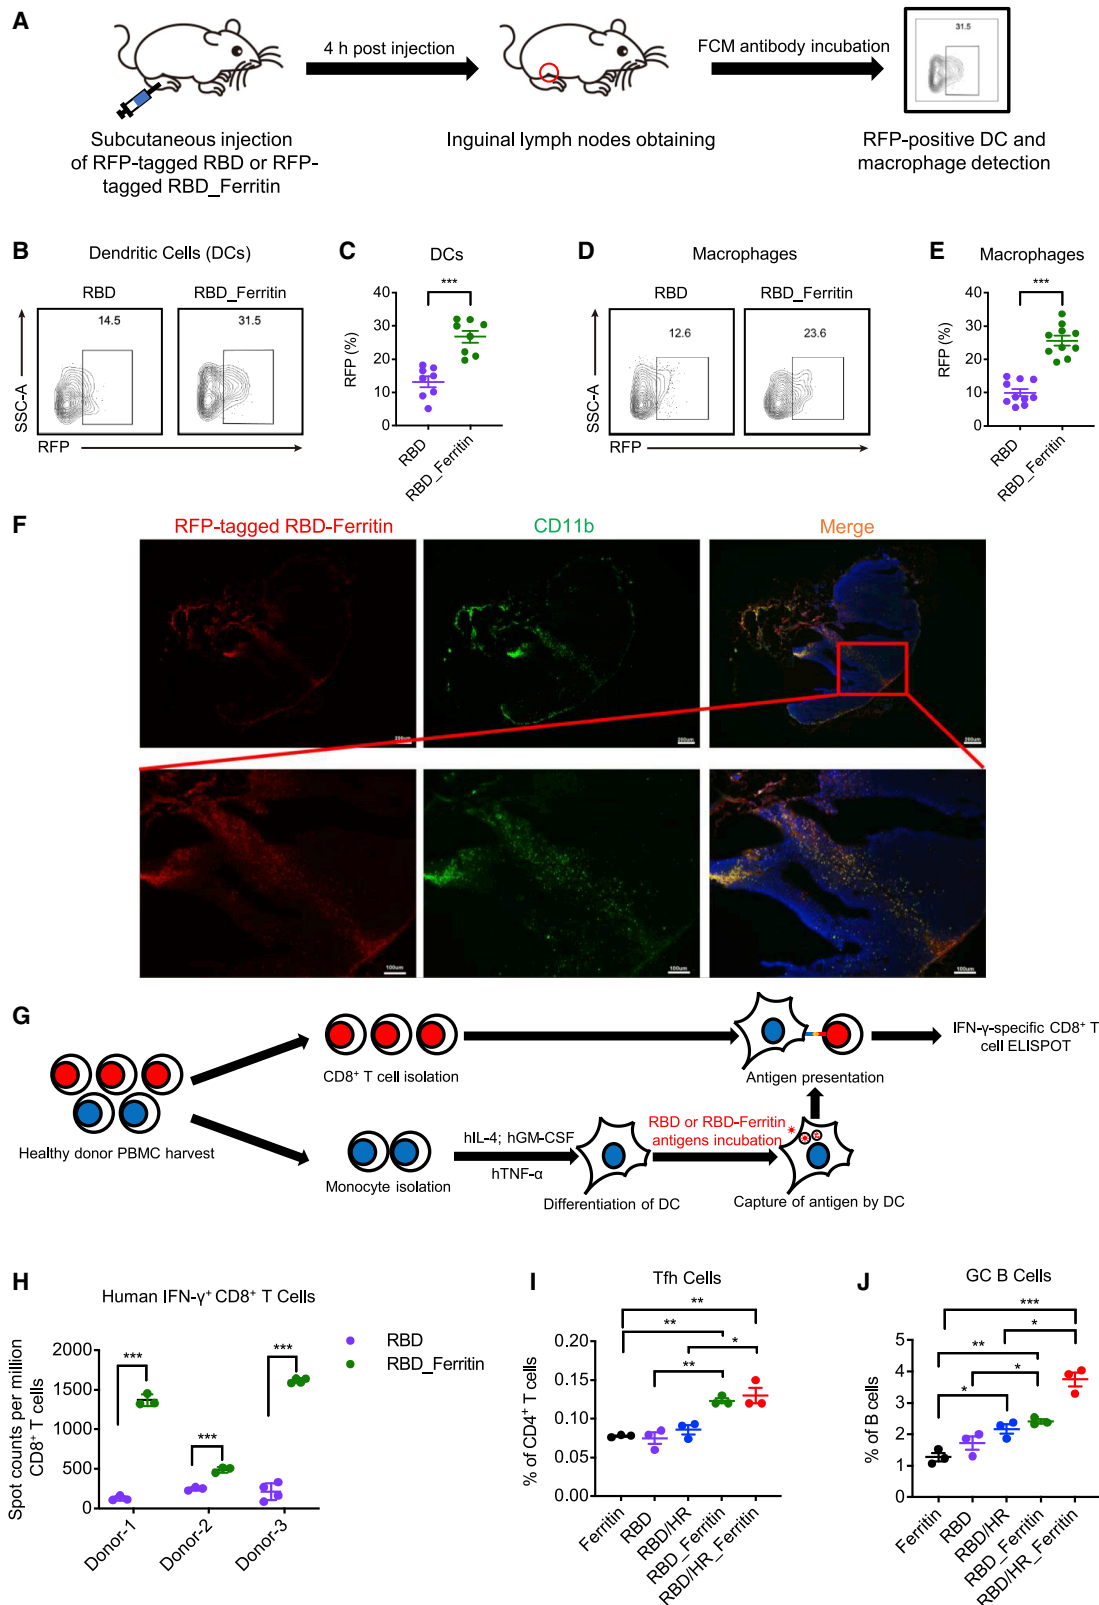 A
4 h post injection
FCM antibody incubation
31.5
Subcutaneous injection
of RFP-tagged RBD or RFP-
tagged RBD_Ferritin
Inguinal lymph nodes obtaining
RFP-positive DC and
macrophage detection
B
Dendritic Cells (DCs)
RBD
RBD_Ferritin
14.5
31.5
SSC-A
RFP
C
DCs
***
40
30
20
10
0
RFP (%)
RBD
RBD_Ferritin
D
Macrophages
RBD
RBD_Ferritin
12.6
23.6
SSC-A
RFP
E
Macrophages
***
40
30
20
10
0
RFP (%)
RBD
RBD_Ferritin
F
RFP-tagged RBD-Ferritin
CD11b
Merge
200um
200um
200um
100um
100um
100um
G
Healthy donor PBMC harvest
CD8⁺ T cell isolation
Monocyte isolation
hIL-4; hGM-CSF
hTNF-α
Differentiation of DC
RBD or RBD-Ferritin
antigens incubation
Capture of antigen by DC
Antigen presentation
IFN-γ-specific CD8⁺ T
cell ELISPOT
H
Human IFN-γ⁺ CD8⁺ T Cells
RBD
RBD_Ferritin
***
***
***
2000
1500
1000
500
0
Spot counts per million
CD8⁺ T cells
Donor-1
Donor-2
Donor-3
I
Tfh Cells
**
**
*
**
0.20
0.15
0.10
0.05
0.00
% of CD4⁺ T cells
Ferritin
RBD
RBD/HR
RBD_Ferritin
RBD/HR_Ferritin
J
GC B Cells
***
*
**
*
*
5
4
3
2
1
0
% of B cells
Ferritin
RBD
RBD/HR
RBD_Ferritin
RBD/HR_Ferritin